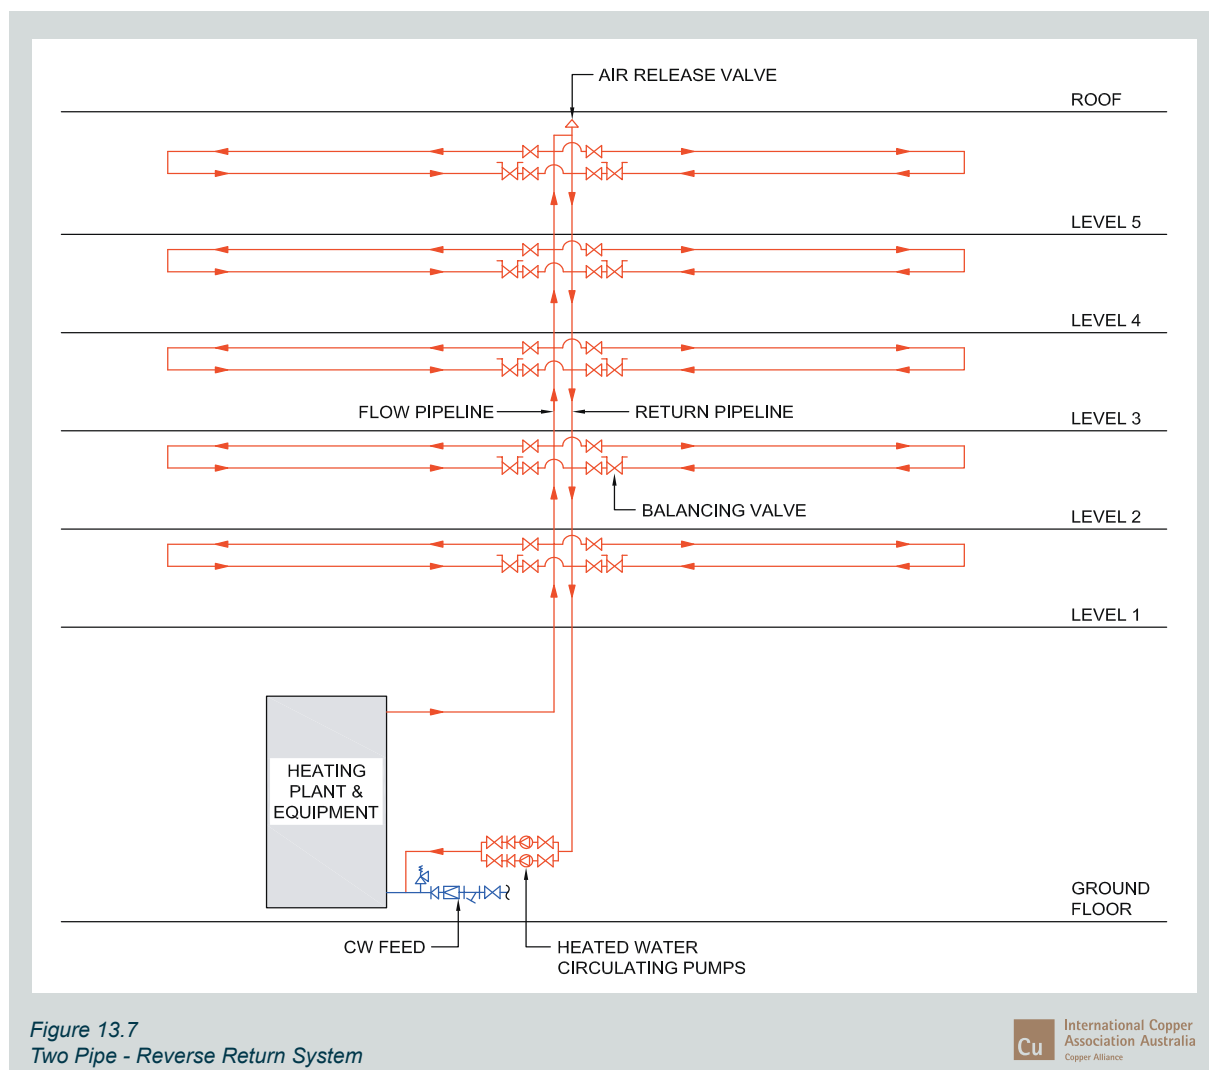 AIR RELEASE VALVE
ROOF
LEVEL 5
LEVEL 4
FLOW PIPELINE
RETURN PIPELINE
LEVEL 3
BALANCING VALVE
LEVEL 2
LEVEL 1
HEATING
PLANT &
EQUIPMENT
GROUND
FLOOR
CW FEED
HEATED WATER
CIRCULATING PUMPS
Figure 13.7
Two Pipe - Reverse Return System
Cu
International Copper
Association Australia
Copper Alliance